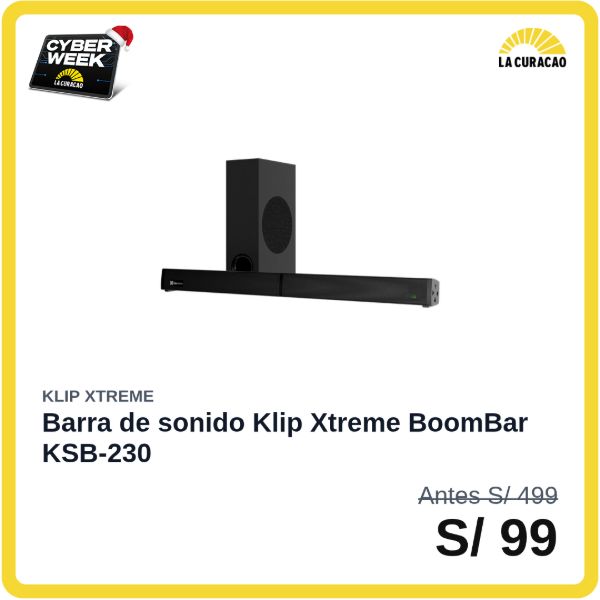 CYBER
WEEK
LA CURACAO
LA CURACAO
KLIP XTREME
Barra de sonido Klip Xtreme BoomBar
KSB-230
Antes S/ 499
S/ 99